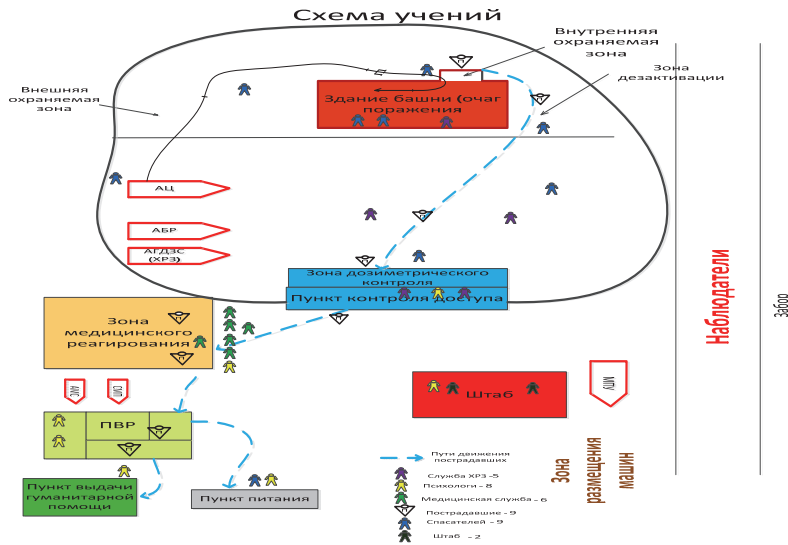 Схема учений
Внутренняя
охраняемая
зона
Зона
дезактивации
Внешняя
охраняемая
зона
Здание башни (очаг
поражения
АЦ
АБР
АГДЗС
(ХРЗ)
Зона дозиметрического
контроля
Пункт контроля доступа
Зона
медицинского
реагирования
АМС
СМП
ПВР
Пункт выдачи
гуманитарной
помощи
Пункт питания
Штаб
МПУ
Наблюдатели
Забор
Зона
размещения
машин
Пути движения
пострадавших
Служба ХРЗ -5
Психологи - 8
Медицинская служба - 6
Пострадавшие - 9
Спасателей - 9
Штаб - 2